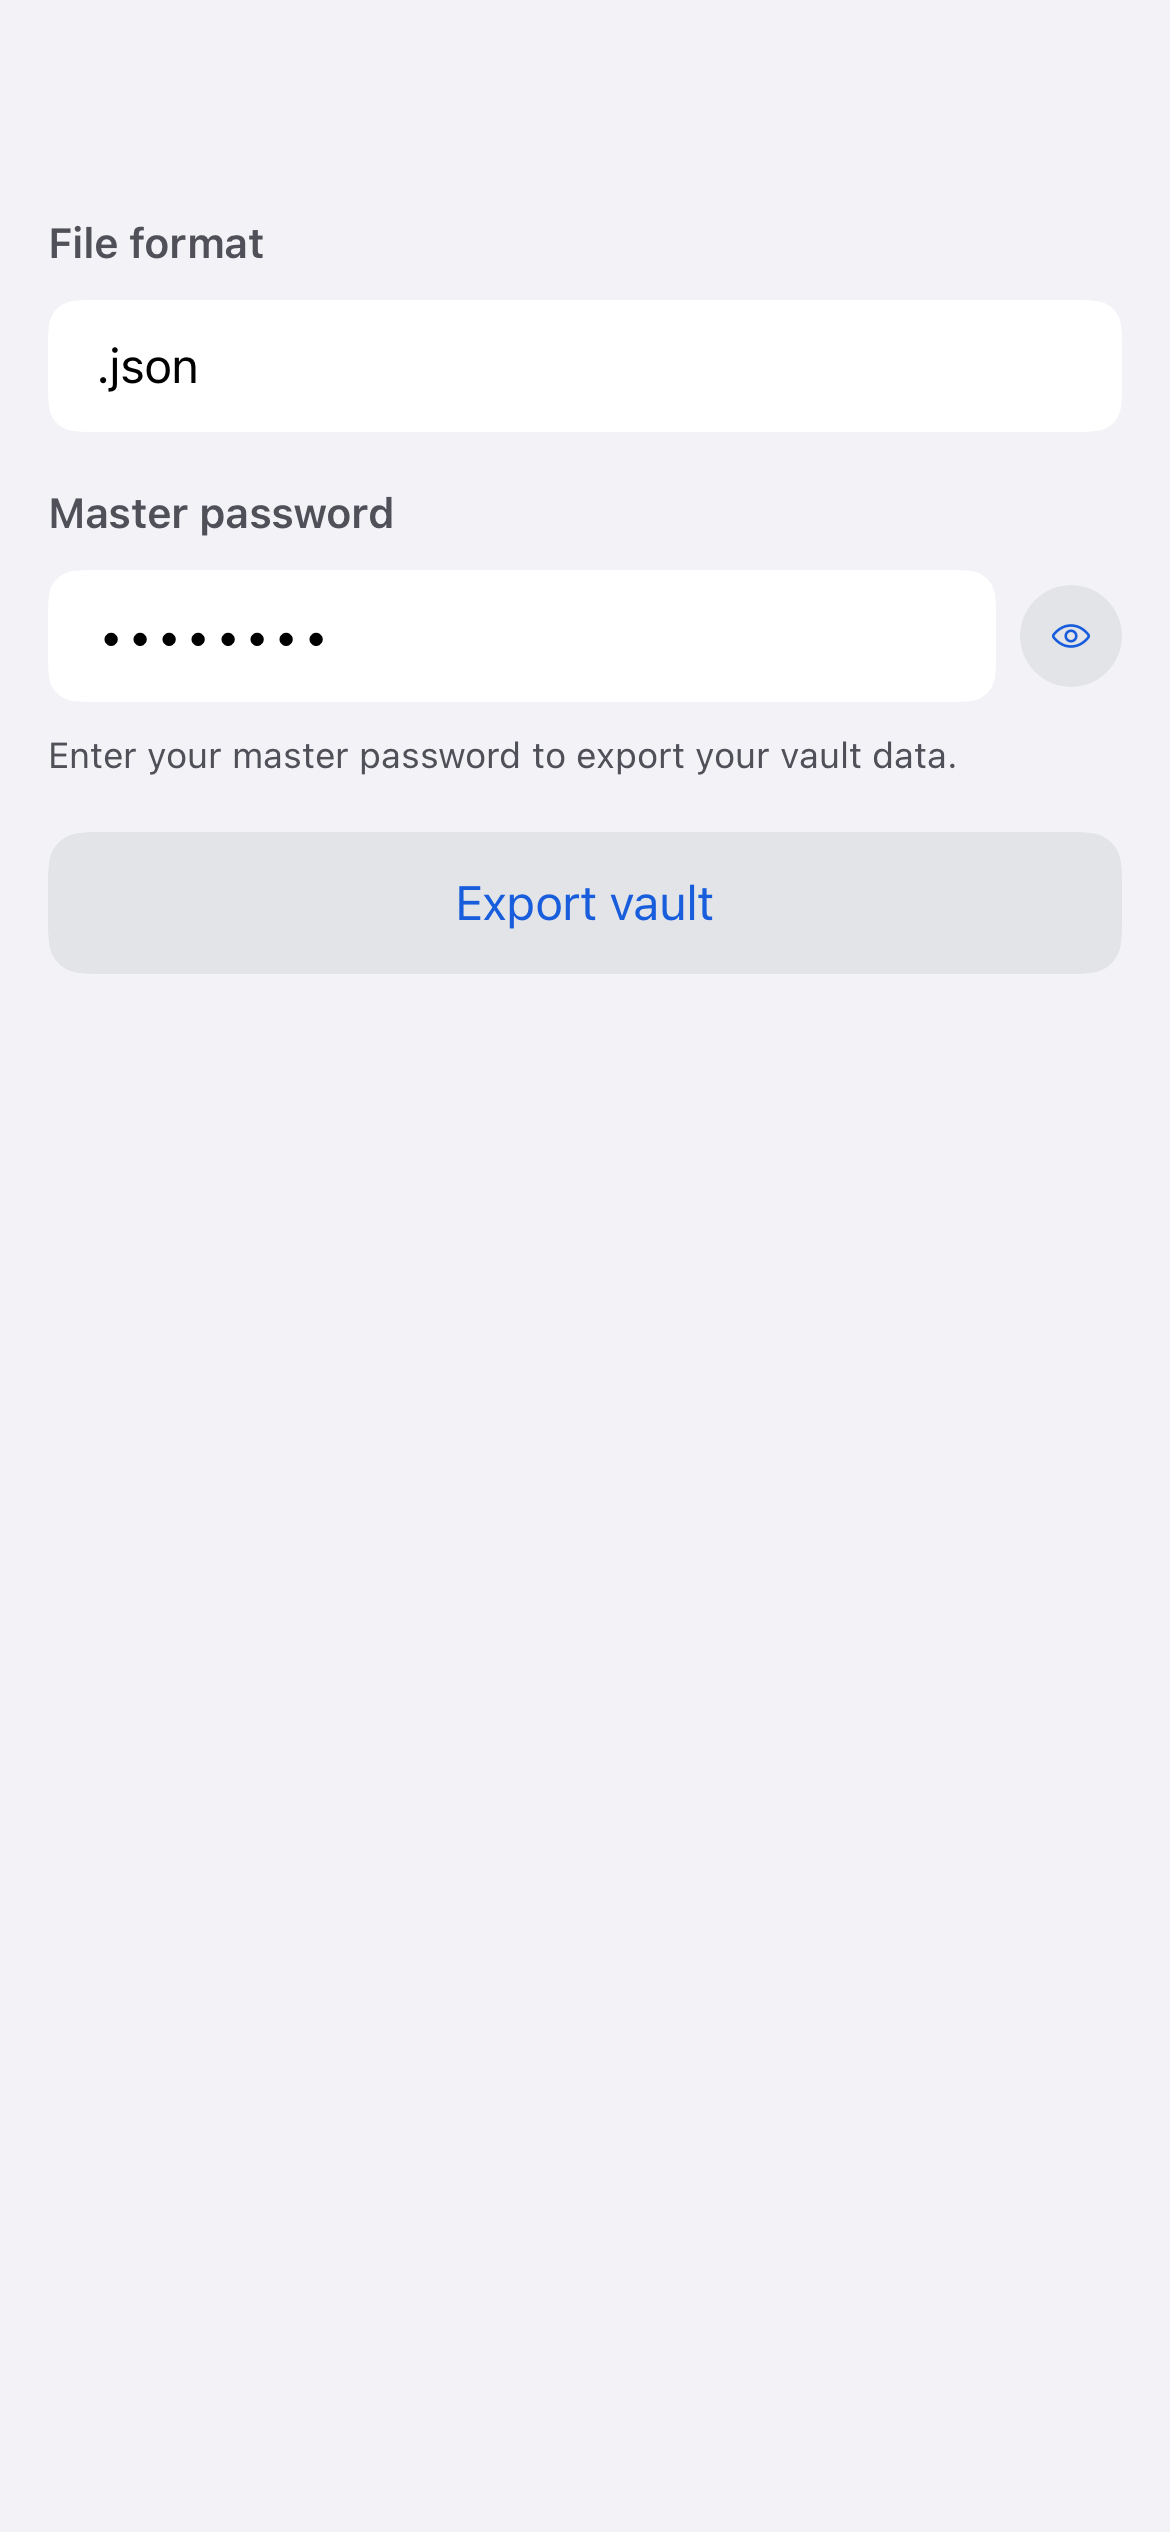 File format
.json
Master password
••••••••
Enter your master password to export your vault data.
Export vault